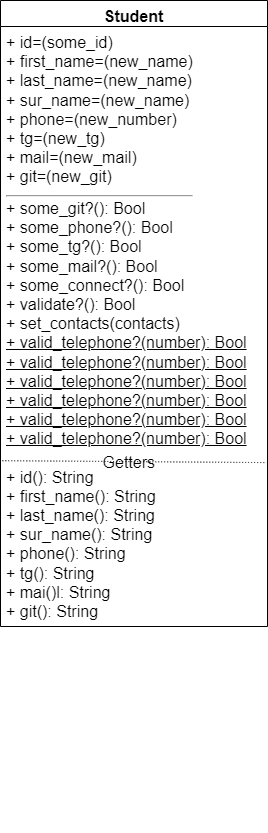 Student
+ id=(some_id)
+ first_name=(new_name)
+ last_name=(new_name)
+ sur_name=(new_name)
+ phone=(new_number)
+ tg=(new_tg)
+ mail=(new_mail)
+ git=(new_git)
+ some_git?(): Bool
+ some_phone?(): Bool
+ some_tg?(): Bool
+ some_mail?(): Bool
+ some_connect?(): Bool
+ validate?(): Bool
+ set_contacts(contacts)
+ valid_telephone?(number): Bool
+ valid_telephone?(number): Bool
+ valid_telephone?(number): Bool
+ valid_telephone?(number): Bool
+ valid_telephone?(number): Bool
+ valid_telephone?(number): Bool
Getters
+ id(): String
+ first_name(): String
+ last_name(): String
+ sur_name(): String
+ phone(): String
+ tg(): String
+ mai()l: String
+ git(): String